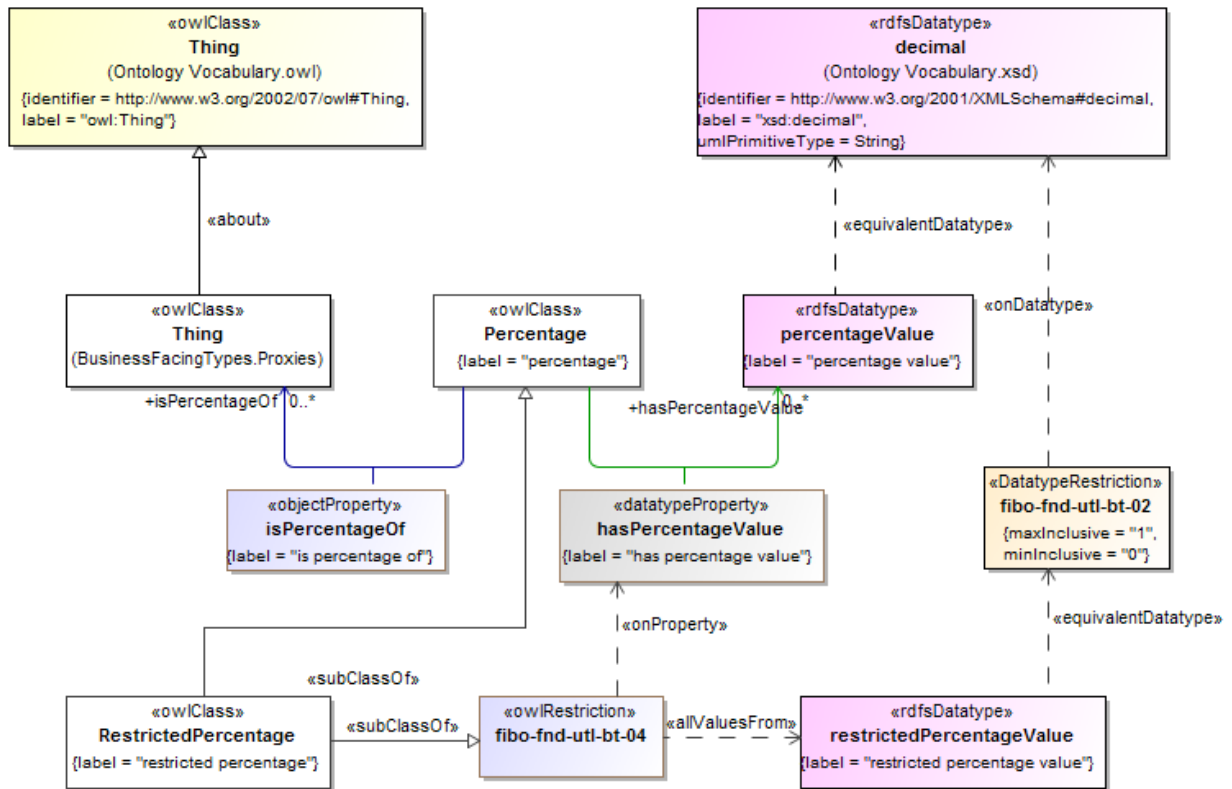 «owlClass»
Thing
(Ontology Vocabulary.owl)
{identifier = http://www.w3.org/2002/07/owl#Thing,
label = "owl:Thing"}
«rdfsDatatype»
decimal
(Ontology Vocabulary.xsd)
{identifier = http://www.w3.org/2001/XMLSchema#decimal,
label = "xsd:decimal",
umlPrimitiveType = String}
«about»
«equivalentDatatype»
«owlClass»
Thing
(BusinessFacingTypes.Proxies)
«owlClass»
Percentage
{label = "percentage"}
«rdfsDatatype»
percentageValue
{label = "percentage value"}
«onDatatype»
+isPercentageOf 0..*
+hasPercentageValue
0..*
«objectProperty»
isPercentageOf
{label = "is percentage of"}
«datatypeProperty»
hasPercentageValue
{label = "has percentage value"}
«DatatypeRestriction»
fibo-fnd-utl-bt-02
{maxInclusive = "1",
minInclusive = "0"}
«onProperty»
«equivalentDatatype»
«subClassOf»
«owlClass»
RestrictedPercentage
{label = "restricted percentage"}
«subClassOf»
«owlRestriction»
fibo-fnd-utl-bt-04
«allValuesFrom»
«rdfsDatatype»
restrictedPercentageValue
{label = "restricted percentage value"}